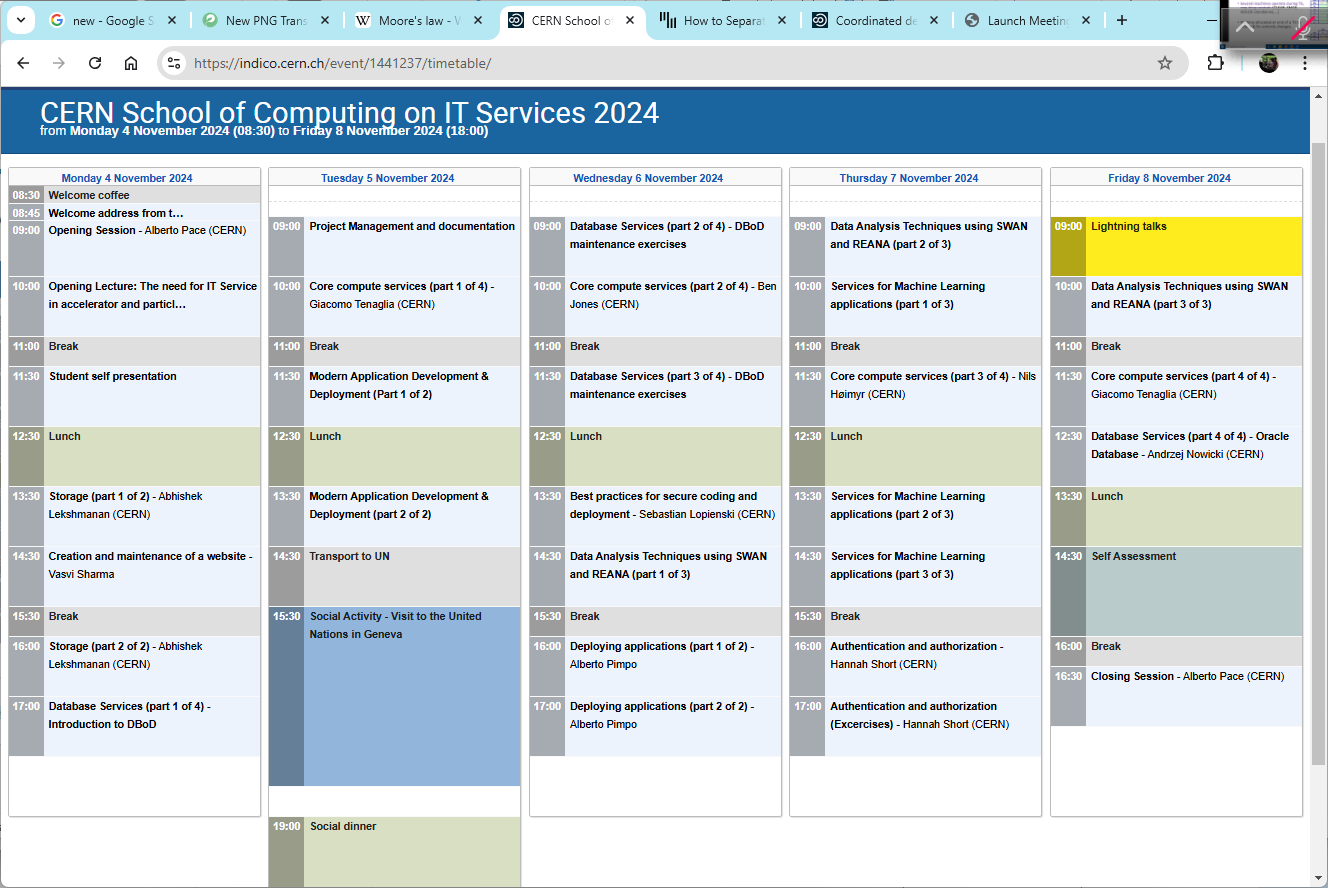 new - Google S
New PNG Trans
Moore's law - W
CERN School of
How to Separat
Coordinated de
Launch Meeting
https://indico.cern.ch/event/1441237/timetable/
CERN School of Computing on IT Services 2024
from Monday 4 November 2024 (08:30) to Friday 8 November 2024 (18:00)
Monday 4 November 2024
08:30 Welcome coffee
08:45 Welcome address from t…
09:00 Opening Session - Alberto Pace (CERN)
10:00 Opening Lecture: The need for IT Service
in accelerator and particl…
11:00 Break
11:30 Student self presentation
12:30 Lunch
13:30 Storage (part 1 of 2) - Abhishek
Lekshmanan (CERN)
14:30 Creation and maintenance of a website -
Vasvi Sharma
15:30 Break
16:00 Storage (part 2 of 2) - Abhishek
Lekshmanan (CERN)
17:00 Database Services (part 1 of 4) -
Introduction to DBoD
Tuesday 5 November 2024
09:00 Project Management and documentation
10:00 Core compute services (part 1 of 4) -
Giacomo Tenaglia (CERN)
11:00 Break
11:30 Modern Application Development &
Deployment (Part 1 of 2)
12:30 Lunch
13:30 Modern Application Development &
Deployment (part 2 of 2)
14:30 Transport to UN
15:30 Social Activity - Visit to the United
Nations in Geneva
19:00 Social dinner
Wednesday 6 November 2024
09:00 Database Services (part 2 of 4) - DBoD
maintenance exercises
10:00 Core compute services (part 2 of 4) - Ben
Jones (CERN)
11:00 Break
11:30 Database Services (part 3 of 4) - DBoD
maintenance exercises
12:30 Lunch
13:30 Best practices for secure coding and
deployment - Sebastian Lopienski (CERN)
14:30 Data Analysis Techniques using SWAN
and REANA (part 1 of 3)
15:30 Break
16:00 Deploying applications (part 1 of 2) -
Alberto Pimpo
17:00 Deploying applications (part 2 of 2) -
Alberto Pimpo
Thursday 7 November 2024
09:00 Data Analysis Techniques using SWAN
and REANA (part 2 of 3)
10:00 Services for Machine Learning
applications (part 1 of 3)
11:00 Break
11:30 Core compute services (part 3 of 4) - Nils
Høimyr (CERN)
12:30 Lunch
13:30 Services for Machine Learning
applications (part 2 of 3)
14:30 Services for Machine Learning
applications (part 3 of 3)
15:30 Break
16:00 Authentication and authorization -
Hannah Short (CERN)
17:00 Authentication and authorization
(Excercises) - Hannah Short (CERN)
Friday 8 November 2024
09:00 Lightning talks
10:00 Data Analysis Techniques using SWAN
and REANA (part 3 of 3)
11:00 Break
11:30 Core compute services (part 4 of 4) -
Giacomo Tenaglia (CERN)
12:30 Database Services (part 4 of 4) - Oracle
Database - Andrzej Nowicki (CERN)
13:30 Lunch
14:30 Self Assessment
16:00 Break
16:30 Closing Session - Alberto Pace (CERN)